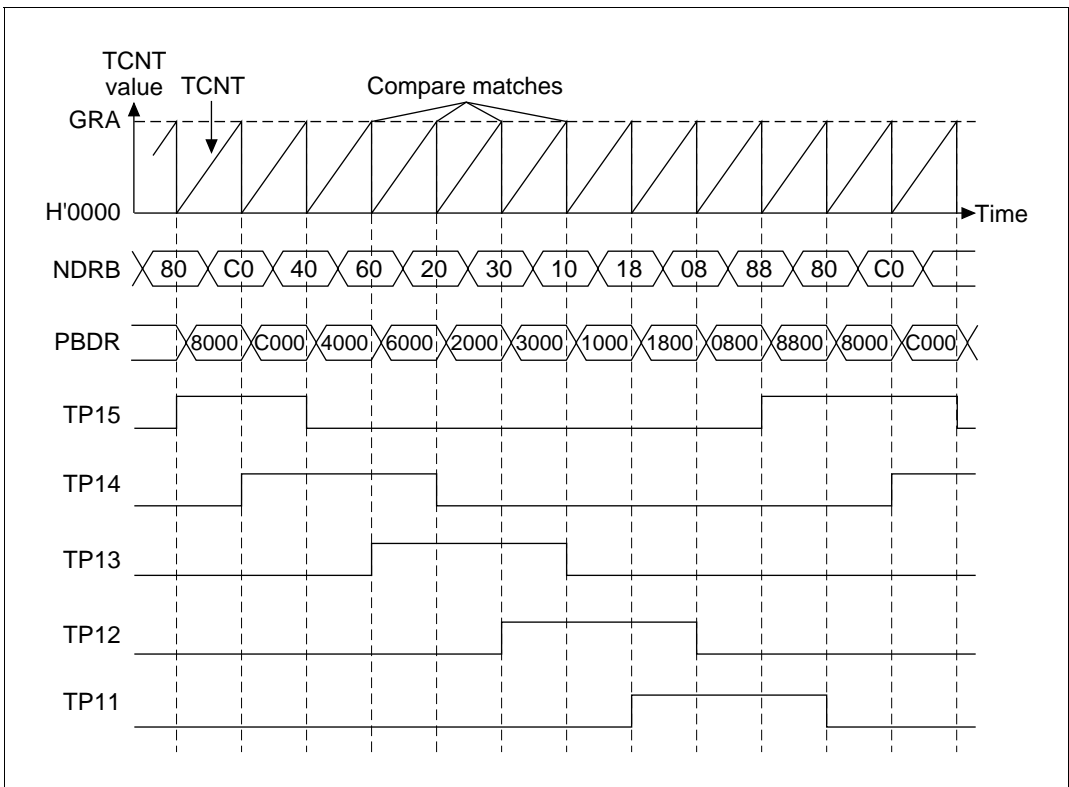 TCNT
value
TCNT
Compare matches
GRA
H'0000
Time
NDRB 80 C0 40 60 20 30 10 18 08 88 80 C0
PBDR 8000 C000 4000 6000 2000 3000 1000 1800 0800 8800 8000 C000
TP15
TP14
TP13
TP12
TP11